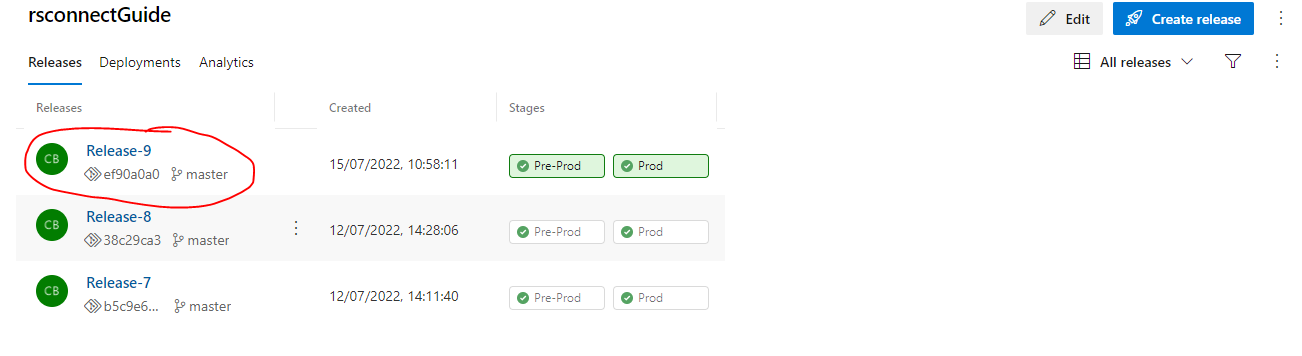 rsconnectGuide
Edit
Create release
Releases Deployments Analytics
All releases
Releases Created Stages
CB Release-9
ef90a0a0 master
15/07/2022, 10:58:11
Pre-Prod Prod
CB Release-8
38c29ca3 master
12/07/2022, 14:28:06
Pre-Prod Prod
CB Release-7
b5c9e6... master
12/07/2022, 14:11:40
Pre-Prod Prod